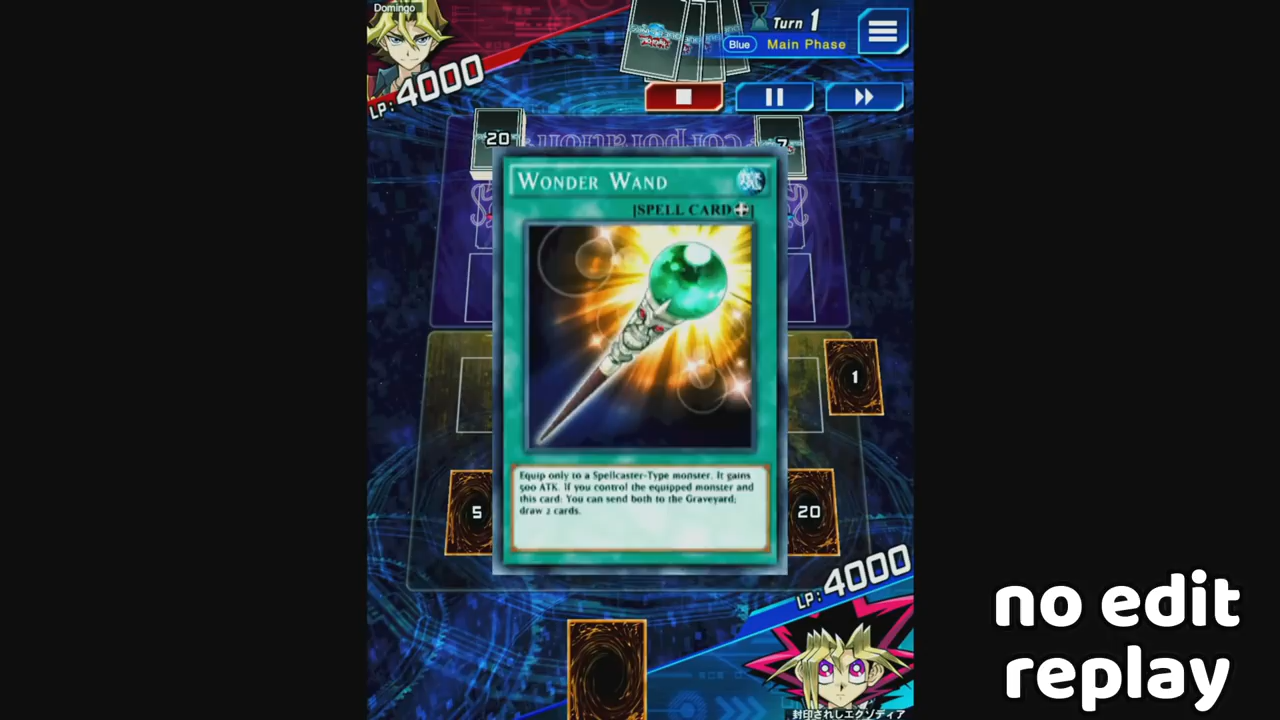 Domingo
LP: 4000
Turn 1
Blue Main Phase
20
7
corporation
WONDER WAND
[SPELL CARD]
Equip only to a Spellcaster-Type monster. It gains
500 ATK. If you control the equipped monster and
this card: You can send both to the Graveyard;
draw 2 cards.
1
5
20
LP: 4000
封印されしエクゾディア
no edit
replay